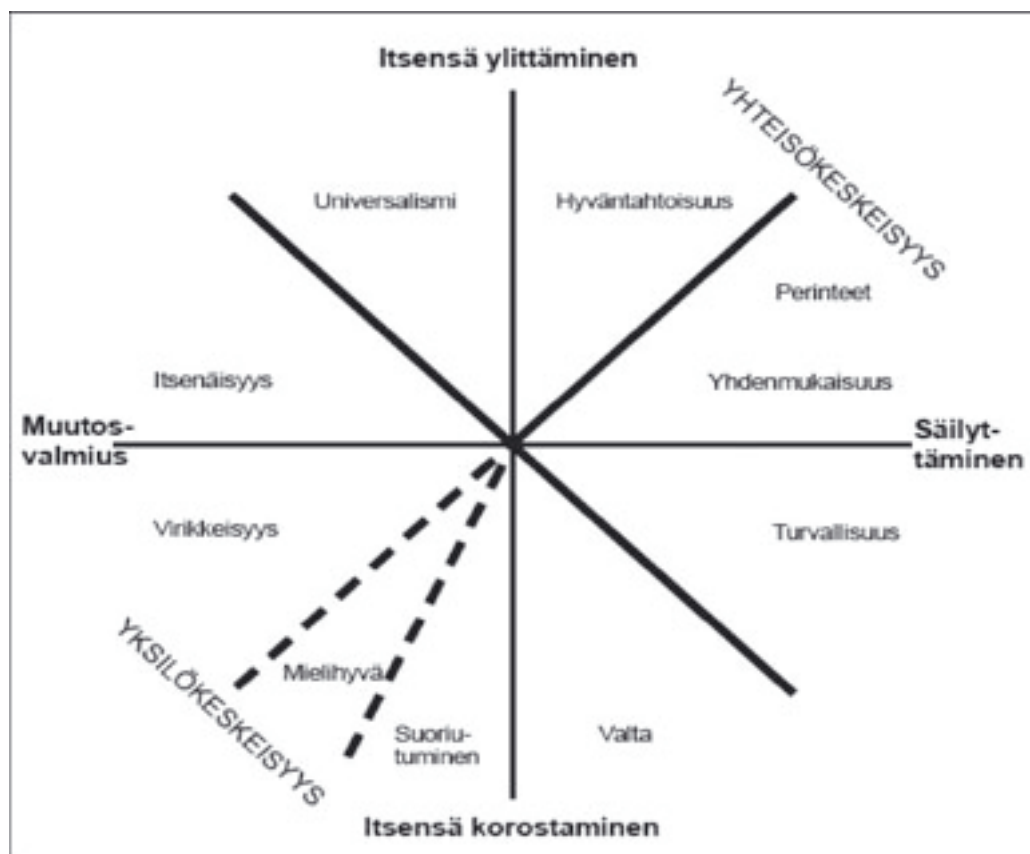 Itsensä ylittäminen
YHTEISÖKESKEISYYS
Universalismi
Hyväntahtoisuus
Perinteet
Itsenäisyys
Yhdenmukaisuus
Muutos-
valmius
Säilyt-
täminen
Virikkeisyys
Turvallisuus
YKSILÖKESKEISYYS
Mielihyvä
Suoriu-
tuminen
Valta
Itsensä korostaminen